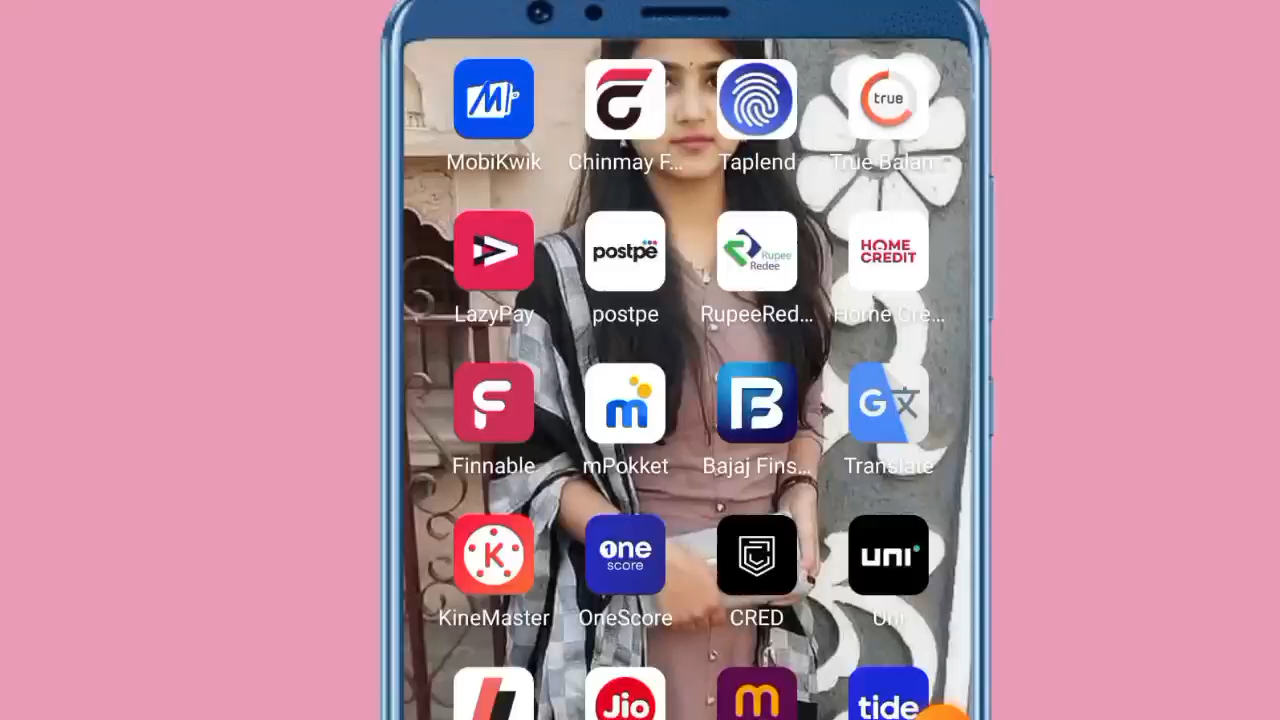 true
MobiKwik Chinmay F... Taplend True Balan...
postpe Rupee Redee HOME CREDIT
LazyPay postpe RupeeRed... Home Cre...
G
Finnable mPokket Bajaj Fins... Translate
K 1ne score uni
KineMaster OneScore CRED Uni
Jio m tide